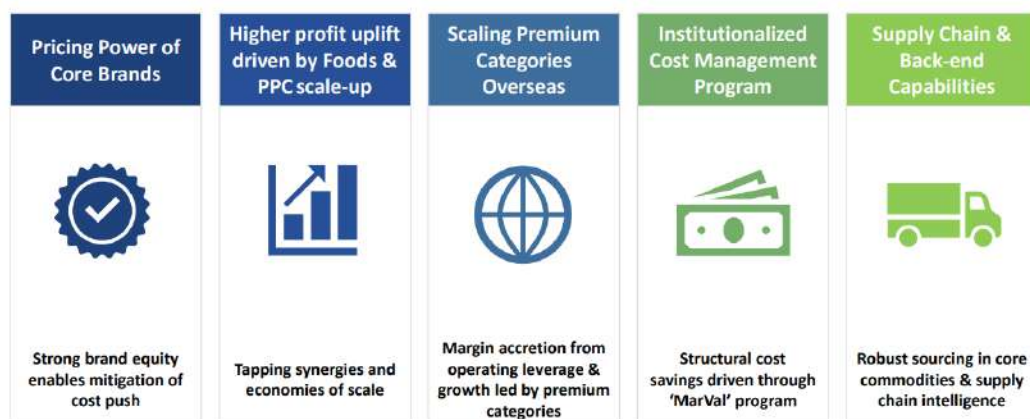 Pricing Power of
Core Brands
Strong brand equity
enables mitigation of
cost push
Higher profit uplift
driven by Foods &
PPC scale-up
Tapping synergies and
economies of scale
Scaling Premium
Categories
Overseas
Margin accretion from
operating leverage &
growth led by premium
categories
Institutionalized
Cost Management
Program
Structural cost
savings driven through
‘MarVal’ program
Supply Chain &
Back-end
Capabilities
Robust sourcing in core
commodities & supply
chain intelligence